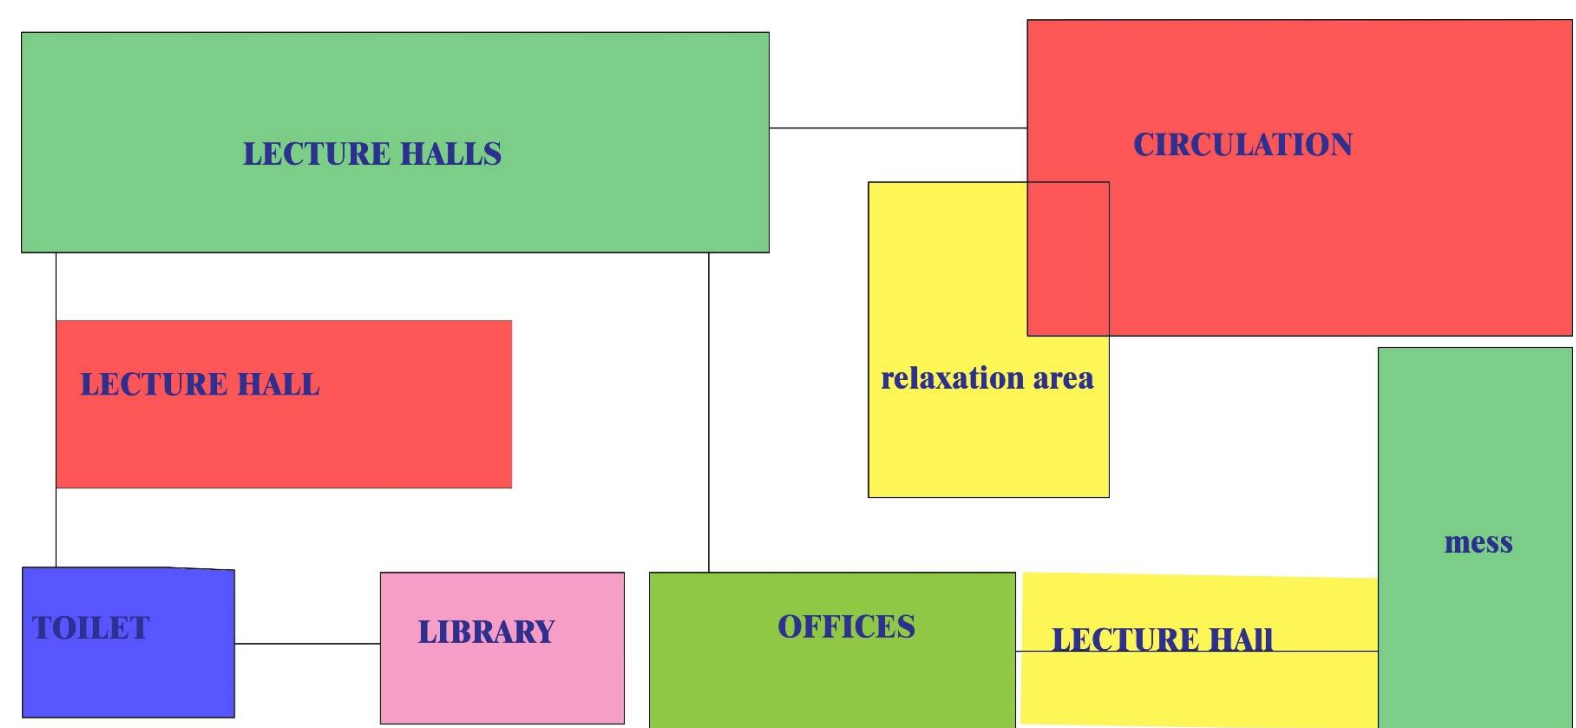 LECTURE HALLS
CIRCULATION
LECTURE HALL
relaxation area
mess
TOILET
LIBRARY
OFFICES
LECTURE HAll